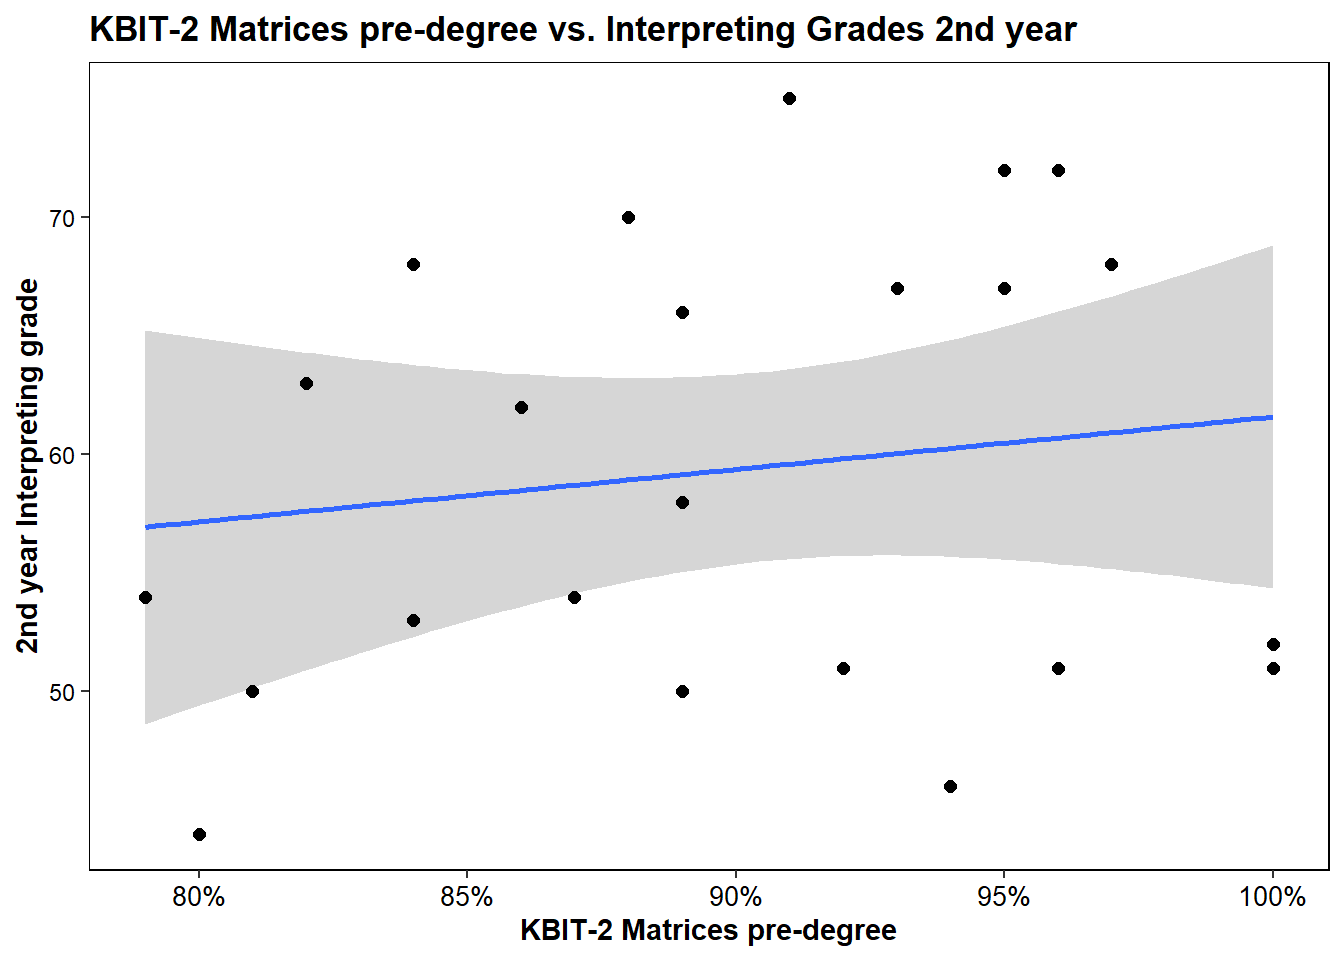 KBIT-2 Matrices pre-degree vs. Interpreting Grades 2nd year
2nd year Interpreting grade
70
60
50
80% 85% 90% 95% 100%
KBIT-2 Matrices pre-degree